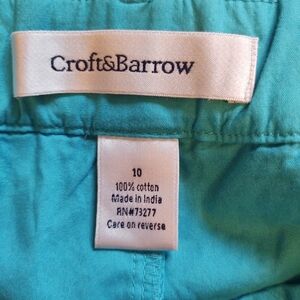 Croft&Barrow
10
100% cotton
Made in India
RN#73277
Care on reverse